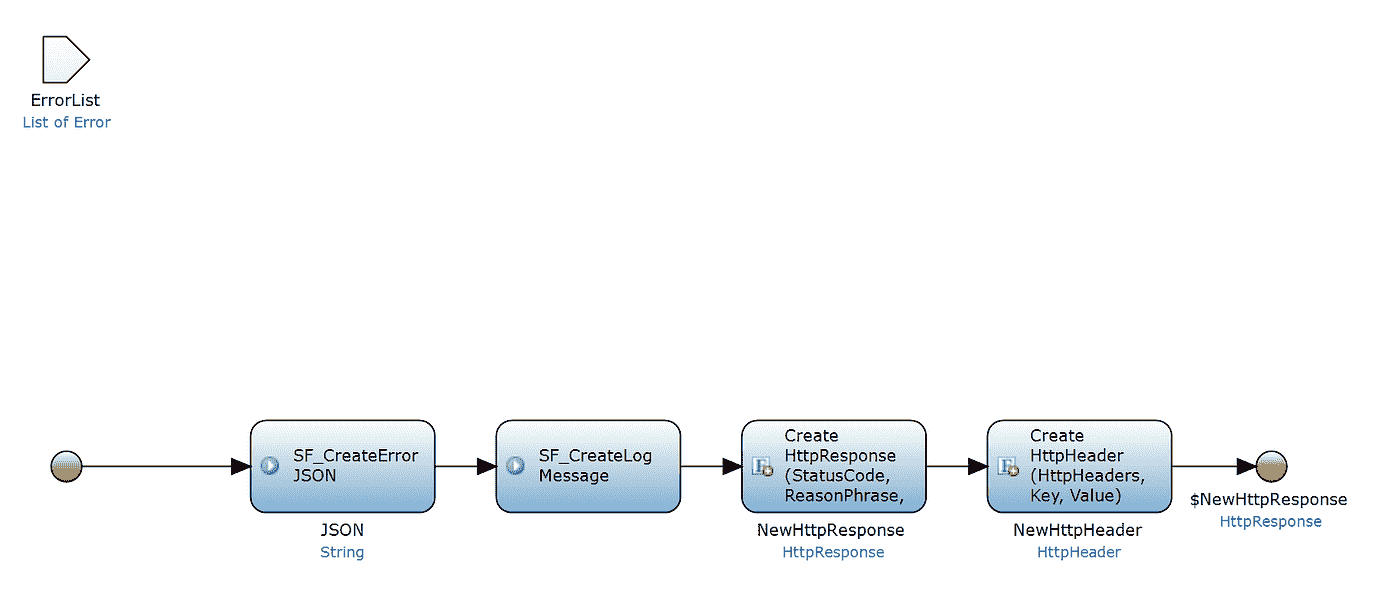 ErrorList
List of Error
SF_CreateError
JSON
JSON
String
SF_CreateLog
Message
Create
HttpResponse
(StatusCode,
ReasonPhrase,
NewHttpResponse
HttpResponse
Create
HttpHeader
(HttpHeaders,
Key, Value)
NewHttpHeader
HttpHeader
$NewHttpResponse
HttpResponse